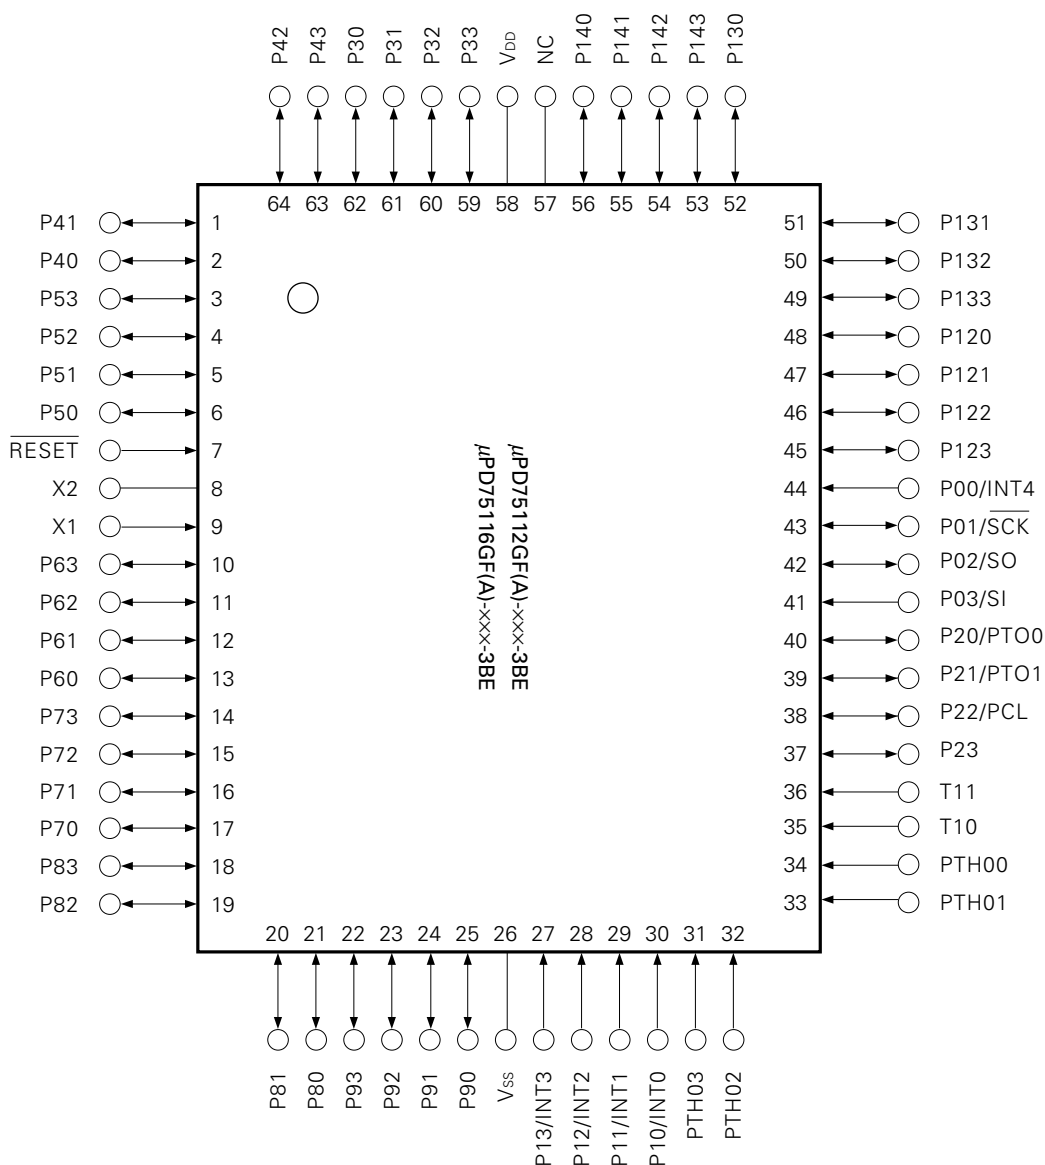 P42 P43 P30 P31 P32 P33 VDD NC P140 P141 P142 P143 P130
64 63 62 61 60 59 58 57 56 55 54 53 52
P41 1 51 P131
P40 2 50 P132
P53 3 49 P133
P52 4 48 P120
P51 5 47 P121
P50 6 46 P122
RESET 7 45 P123
X2 8 44 P00/INT4
X1 9 43 P01/SCK
P63 10 42 P02/SO
P62 11 41 P03/SI
P61 12 40 P20/PTO0
P60 13 39 P21/PTO1
P73 14 38 P22/PCL
P72 15 37 P23
P71 16 36 T11
P70 17 35 T10
P83 18 34 PTH00
P82 19 33 PTH01
µPD75112GF(A)-×××-3BE
µPD75116GF(A)-×××-3BE
20 21 22 23 24 25 26 27 28 29 30 31 32
P81 P80 P93 P92 P91 P90 VSS P13/INT3 P12/INT2 P11/INT1 P10/INT0 PTH03 PTH02